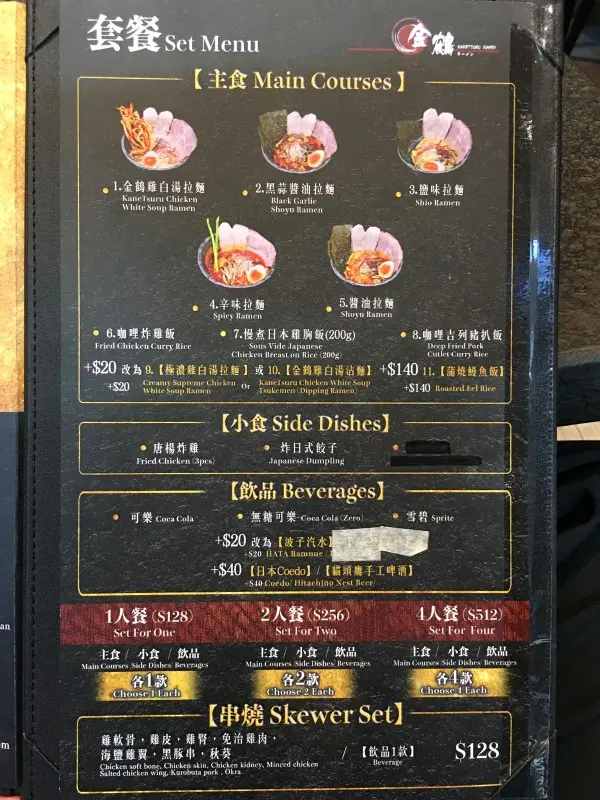 套餐 Set Menu
金鶴
KANETSURU RAMEN
ラーメン
【 主食 Main Courses 】
1.金鶴雞白湯拉麵
KaneTsuru Chicken
White Soup Ramen
2.黑蒜醬油拉麵
Black Garlic
Shoyu Ramen
3.鹽味拉麵
Shio Ramen
4.辛味拉麵
Spicy Ramen
5.醬油拉麵
Shoyu Ramen
6.咖哩炸雞飯
Fried Chicken Curry Rice
7.慢煮日本雞胸飯(200g)
Sous Vide Japanese
Chicken Breast on Rice (200g)
8.咖哩吉列豬扒飯
Deep Fried Pork
Cutlet Curry Rice
+$20 改為 9.【極濃雞白湯拉麵 】 或 10.【金鶴雞白湯沾麵】 +$140 11.【蒲燒鰻魚飯】
+$20 Creamy Supreme Chicken White Soup Ramen Or KaneTsuru Chicken White Soup Tsukemen (Dipping Ramen) +$140 Roasted Eel Rice
【小食 Side Dishes】
唐楊炸雞
Fried Chicken (3pcs)
炸日式餃子
Japanese Dumpling
【飲品 Beverages】
可樂 Coca Cola
無糖可樂 Coca Cola (Zero)
雪碧 Sprite
+$20 改為【波子汽水】
+$20 HATA Ramune /
+$40 【日本Coedo】/【貓頭鷹手工啤酒】
+$40 Coedo/ Hitachino Nest Beer
1人餐 ($128)
Set For One
2人餐 ($256)
Set For Two
4人餐 ($512)
Set For Four
主食 / 小食 / 飲品
Main Courses/Side Dishes/Beverages
主食 / 小食 / 飲品
Main Courses/Side Dishes/Beverages
主食 / 小食 / 飲品
Main Courses/Side Dishes/Beverages
各1款
Choose 1 Each
各2款
Choose 2 Each
各4款
Choose 4 Each
【串燒 Skewer Set】
雞軟骨，雞皮，雞腎，免治雞肉，
海鹽雞翼，黑豚串，秋葵
Chicken soft bone, Chicken skin, Chicken kidney, Minced chicken
Salted chicken wing, Kurobuta pork , Okra
/ 【飲品1款】
Beverage
$128
an
om